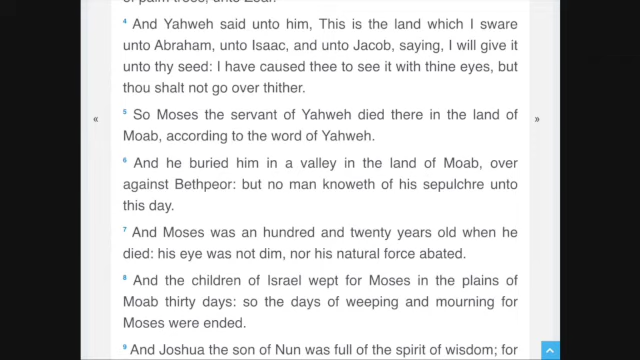 of palm trees, unto Zoar.
4 And Yahweh said unto him, This is the land which I sware
unto Abraham, unto Isaac, and unto Jacob, saying, I will give it
unto thy seed: I have caused thee to see it with thine eyes, but
thou shalt not go over thither.
« 5 So Moses the servant of Yahweh died there in the land of »
Moab, according to the word of Yahweh.
6 And he buried him in a valley in the land of Moab, over
against Bethpeor: but no man knoweth of his sepulchre unto
this day.
7 And Moses was an hundred and twenty years old when he
died: his eye was not dim, nor his natural force abated.
8 And the children of Israel wept for Moses in the plains of
Moab thirty days: so the days of weeping and mourning for
Moses were ended.
9 And Joshua the son of Nun was full of the spirit of wisdom; for